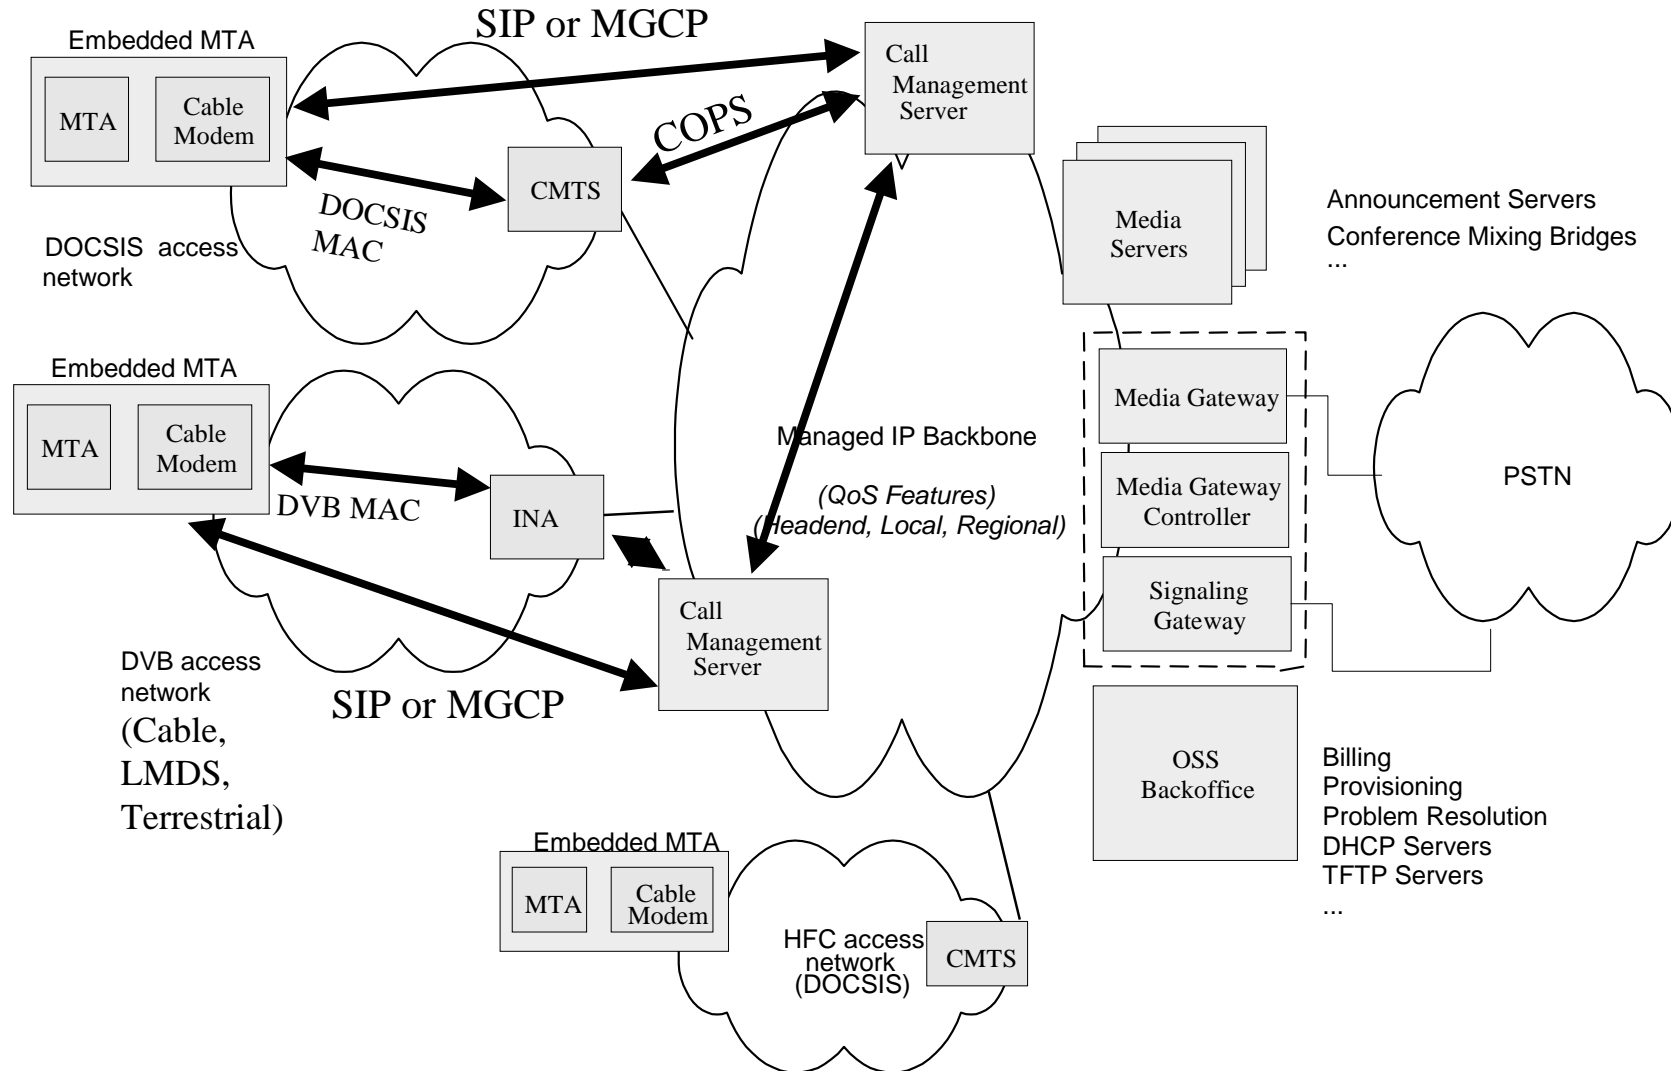 SIP or MGCP
Embedded MTA
MTA
Cable
Modem
COPS
Call
Management
Server
CMTS
DOCSIS
MAC
DOCSIS access
network
Media
Servers
Announcement Servers
Conference Mixing Bridges
...
Embedded MTA
MTA
Cable
Modem
DVB MAC
INA
Managed IP Backbone
(QoS Features)
(Headend, Local, Regional)
Media Gateway
Media Gateway
Controller
Signaling
Gateway
PSTN
Call
Management
Server
DVB access
network
(Cable,
LMDS,
Terrestrial)
SIP or MGCP
OSS
Backoffice
Billing
Provisioning
Problem Resolution
DHCP Servers
TFTP Servers
...
Embedded MTA
MTA
Cable
Modem
HFC access
network
(DOCSIS)
CMTS